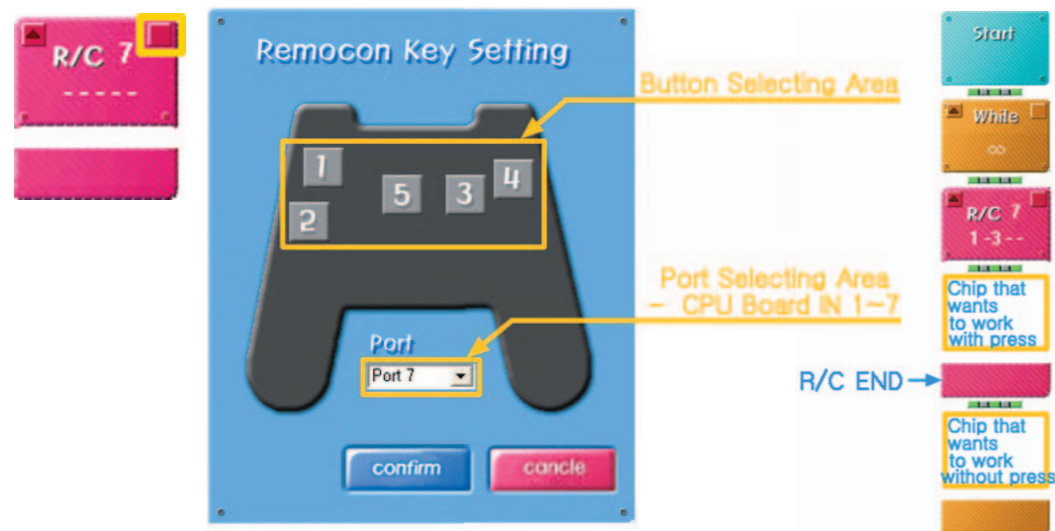 R/C 7
- - - - -
Remocon Key Setting
1
2
5
3
4
Port
Port 7
confirm
cancle
Button Selecting Area
Port Selecting Area
- CPU Board IN 1~7
Start
While
∞
R/C 7
1 -3 - -
Chip that
wants
to work
with press
R/C END
Chip that
wants
to work
without press